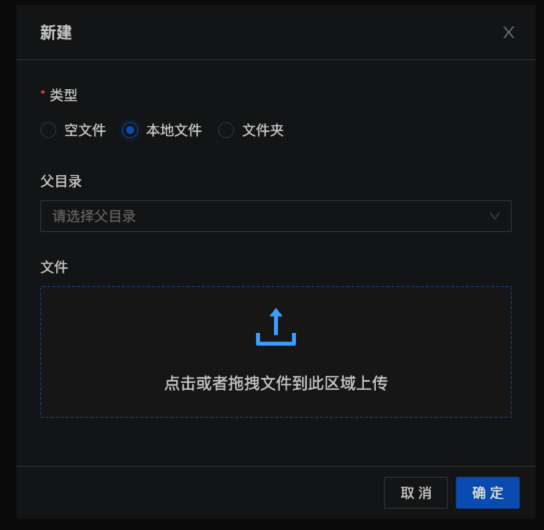 新建
* 类型
空文件 本地文件 文件夹
父目录
请选择父目录
文件
点击或者拖拽文件到此区域上传
取消 确定